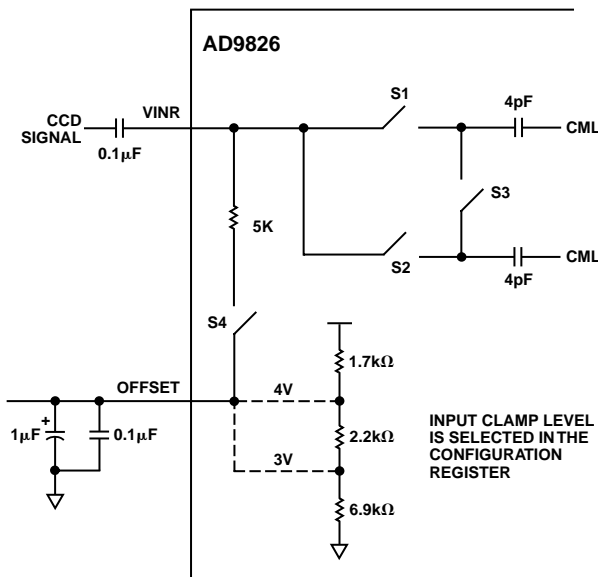 AD9826
S1
4pF
CCD
SIGNAL
VINR
CML
0.1µF
S3
5K
S2
CML
4pF
S4
1.7kΩ
OFFSET
4V
+
1µF
0.1µF
2.2kΩ
INPUT CLAMP LEVEL
IS SELECTED IN THE
CONFIGURATION
REGISTER
3V
6.9kΩ